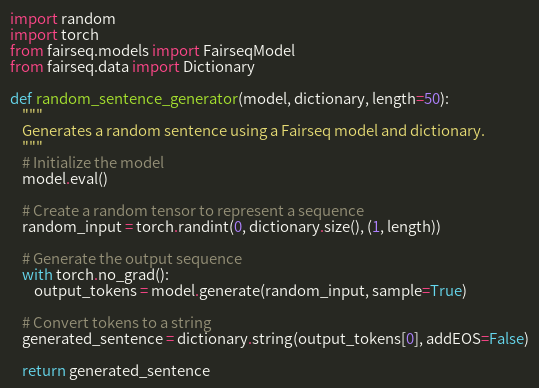 import random
import torch
from fairseq.models import FairseqModel
from fairseq.data import Dictionary

def random_sentence_generator(model, dictionary, length=50):
    """
    Generates a random sentence using a Fairseq model and dictionary.
    """
    # Initialize the model
    model.eval()

    # Create a random tensor to represent a sequence
    random_input = torch.randint(0, dictionary.size(), (1, length))

    # Generate the output sequence
    with torch.no_grad():
        output_tokens = model.generate(random_input, sample=True)

    # Convert tokens to a string
    generated_sentence = dictionary.string(output_tokens[0], addEOS=False)

    return generated_sentence